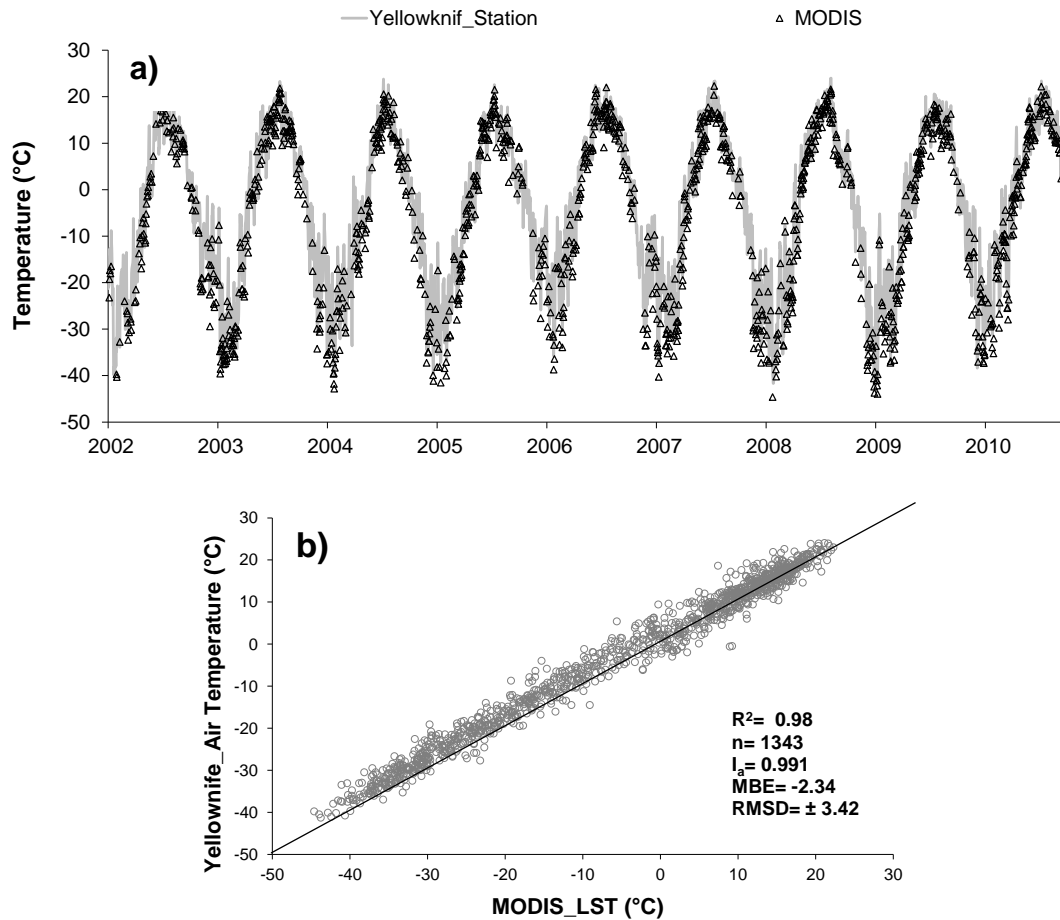 Yellowknif_Station MODIS
a)
Temperature (°C)
30
20
10
0
-10
-20
-30
-40
-50
2002 2003 2004 2005 2006 2007 2008 2009 2010
b)
Yellownife_Air Temperature (°C)
30
20
10
0
-10
-20
-30
-40
-50
R²= 0.98
n= 1343
Iₐ= 0.991
MBE= -2.34
RMSD= ± 3.42
-50 -40 -30 -20 -10 0 10 20 30
MODIS_LST (°C)